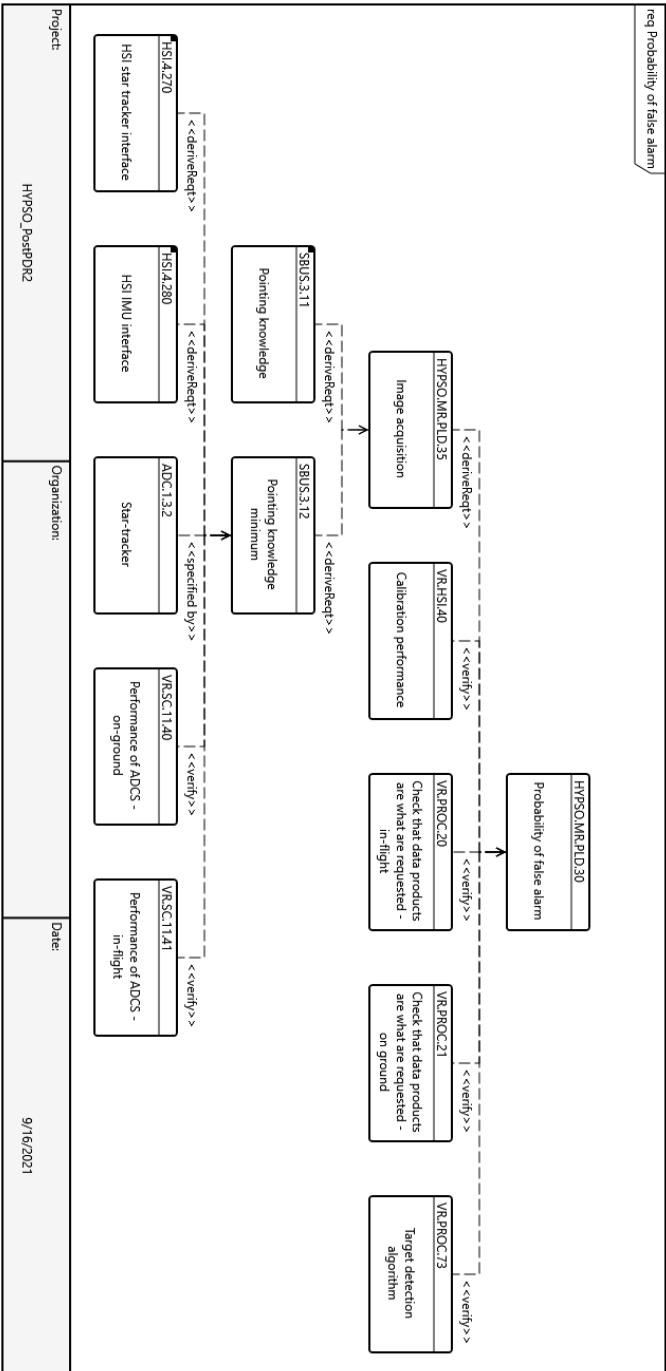 req Probability of false alarm
HYPSO.MR.PLD.30
Probability of false alarm
<<deriveReqt>>
<<verify>>
<<verify>>
<<verify>>
<<verify>>
HYPSO.MR.PLD.35
Image acquisition
VR.HSI.40
Calibration performance
VR.PROC.20
Check that data products
are what are requested -
in-flight
VR.PROC.21
Check that data products
are what are requested -
on ground
VR.PROC.73
Target detection
algorithm
<<deriveReqt>>
<<deriveReqt>>
SBUS.3.11
Pointing knowledge
SBUS.3.12
Pointing knowledge
minimum
<<deriveReqt>>
<<deriveReqt>>
<<specified by>>
<<verify>>
<<verify>>
HSI.4.270
HSI star tracker interface
HSI.4.280
HSI IMU interface
ADC.1.3.2
Star-tracker
VR.SC.11.40
Performance of ADCS -
on-ground
VR.SC.11.41
Performance of ADCS -
in-flight
Project:
HYPSO_PostPDR2
Organization:
Date:
9/16/2021